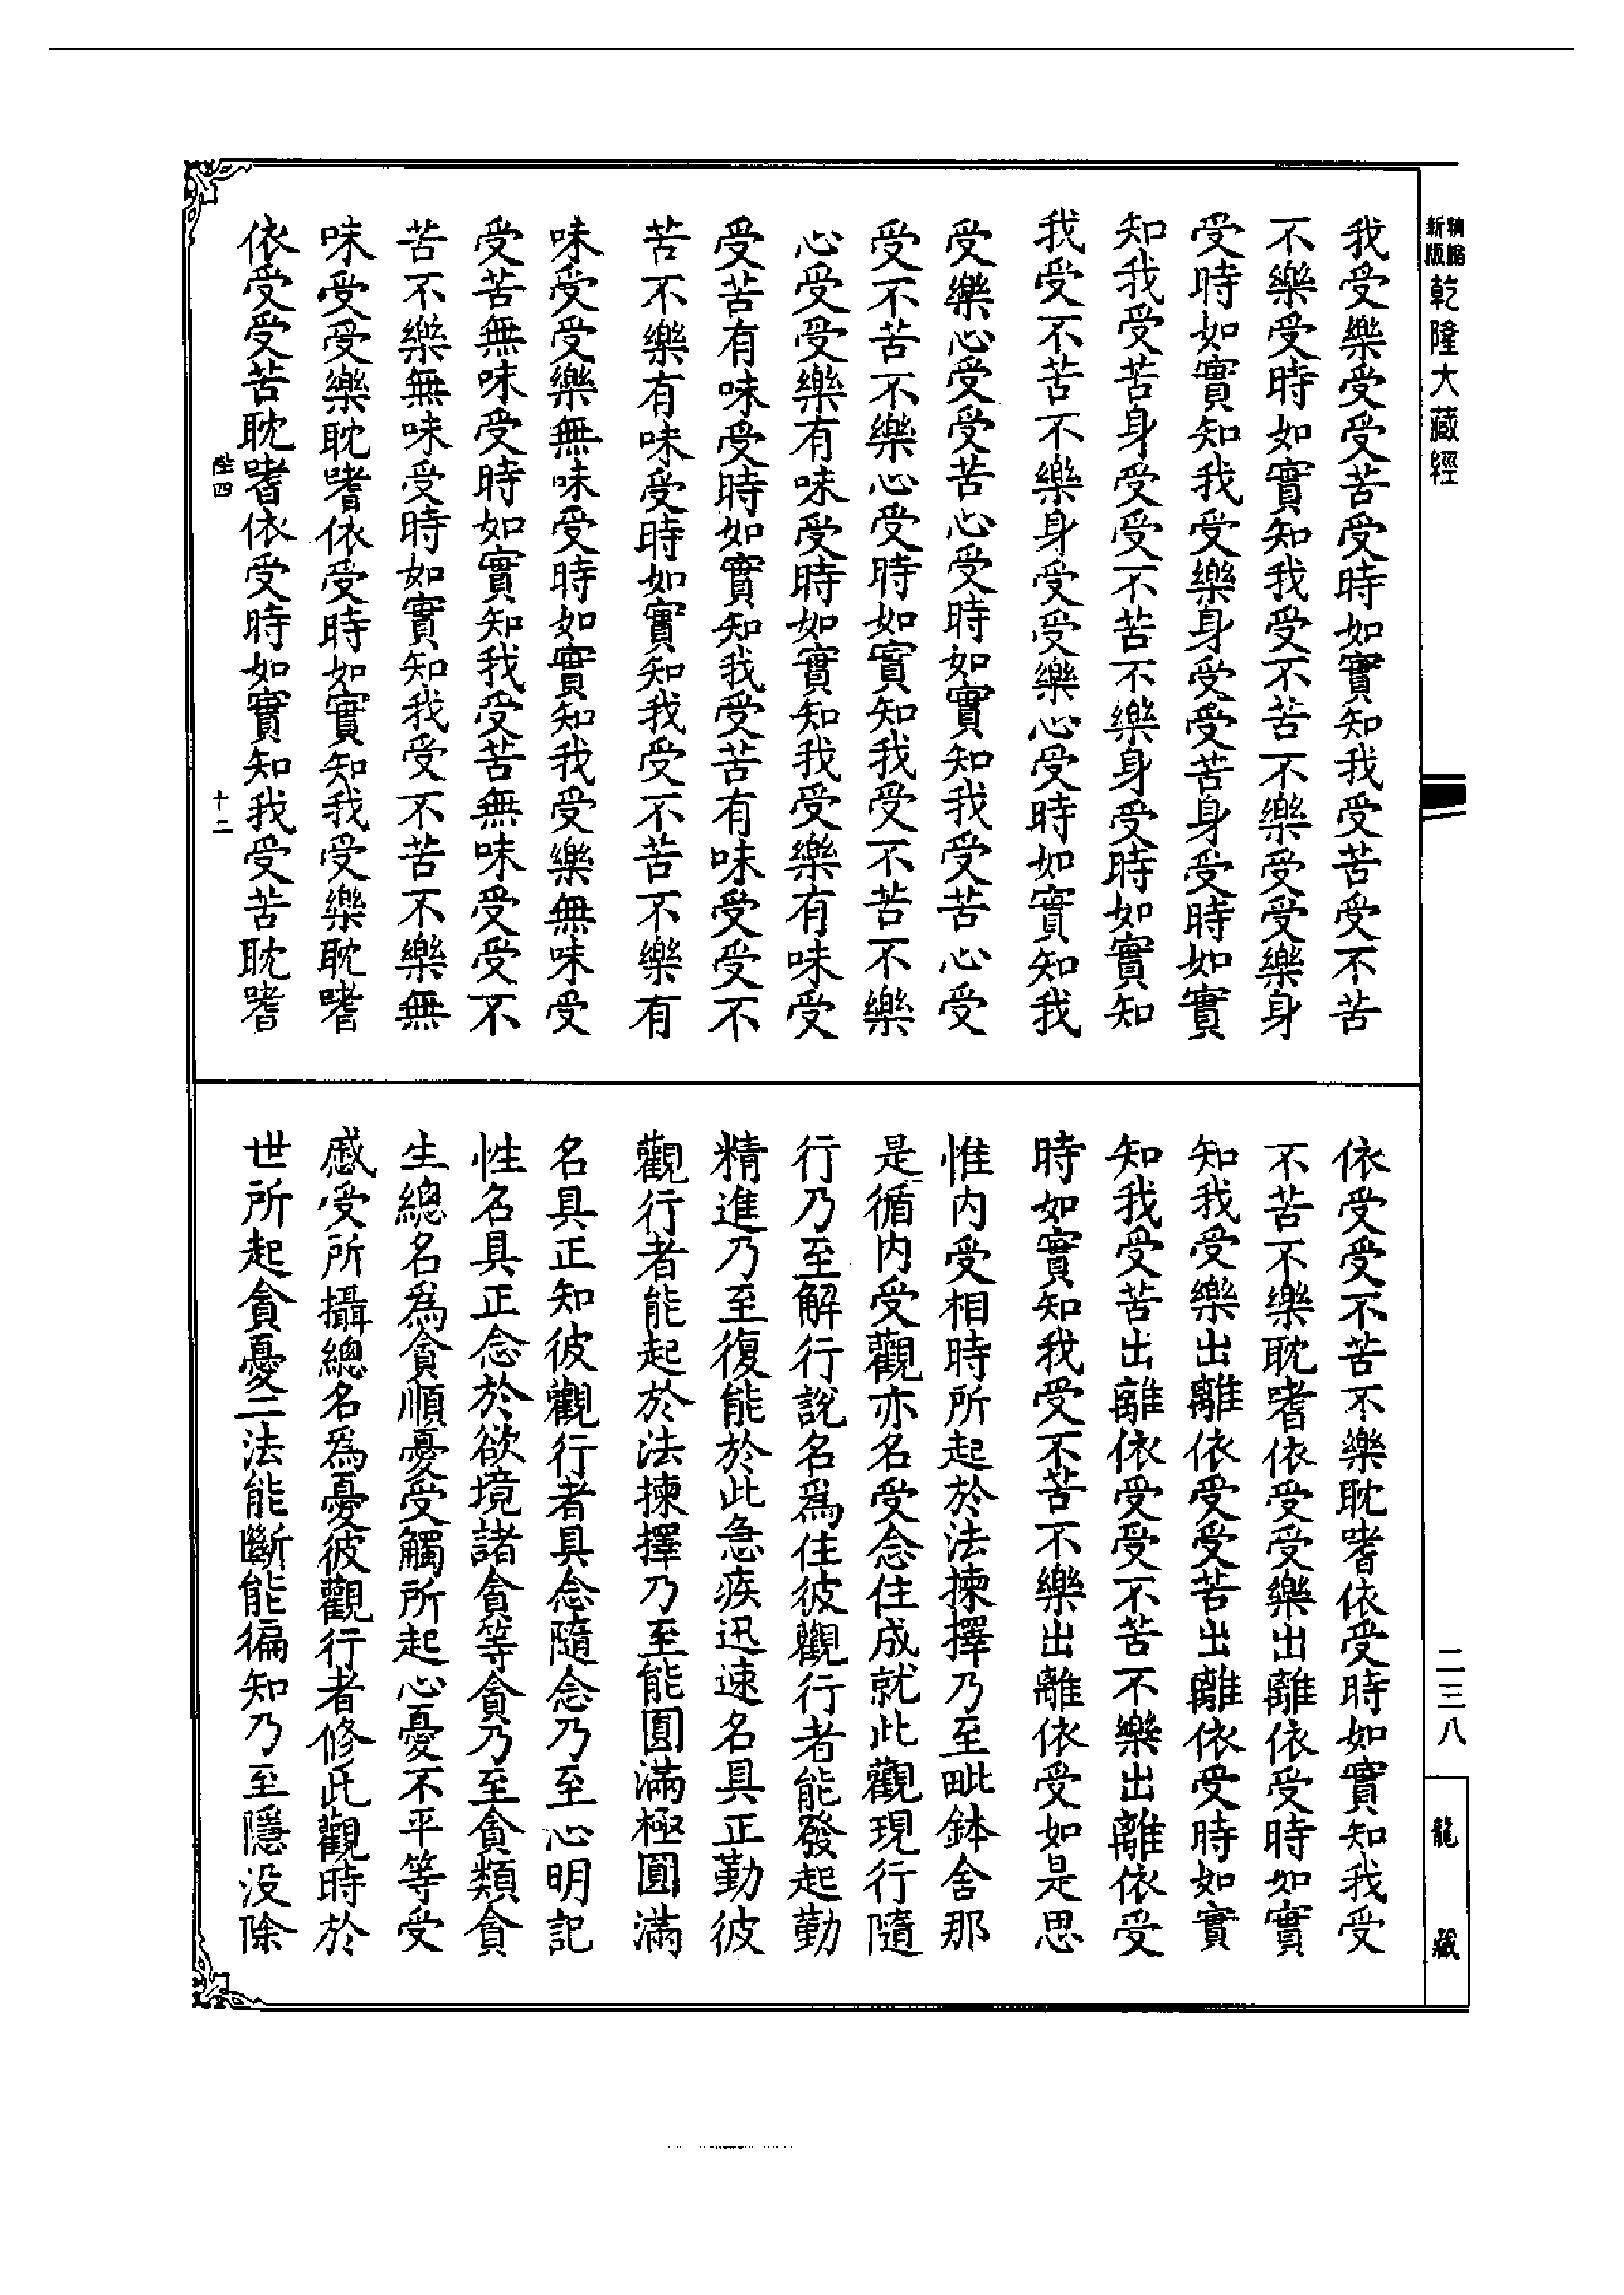 精縮新版乾隆大藏經
我受樂受受苦受時如實知我受苦受不苦
不樂受時如實知我受不苦不樂受受樂身
受時如實知我受樂身受受苦身受時如實
知我受苦身受受不苦不樂身受時如實知
我受不苦不樂身受受樂心受時如實知我
受樂心受受苦心受時如實知我受苦心受
受不苦不樂心受時如實知我受不苦不樂
心受受樂有味受時如實知我受樂有味受
受苦有味受時如實知我受苦有味受受不
苦不樂有味受時如實知我受不苦不樂有
味受受樂無味受時如實知我受樂無味受
受苦無味受時如實知我受苦無味受受不
苦不樂無味受時如實知我受不苦不樂無
味受受樂耽嗜依受時如實知我受樂耽嗜
依受受苦耽嗜依受時如實知我受苦耽嗜
四
十二
依受受不苦不樂耽嗜依受時如實知我受
不苦不樂耽嗜依受受樂出離依受時如實
知我受樂出離依受受苦出離依受時如實
知我受苦出離依受受不苦不樂出離依受
時如實知我受不苦不樂出離依受如是思
惟內受相時所起於法揀擇乃至毗鉢舍那
是循內受觀亦名受念住成就此觀現行隨
行乃至解行說名爲住彼觀行者能發起勤
精進乃至復能於此急疾迅速名具正勤彼
觀行者能起於法揀擇乃至能圓滿極圓滿
名具正知彼觀行者具念隨念乃至心明記
性名具正念於欲境諸貪等貪乃至貪類貪
生總名爲貪順憂受觸所起心憂不平等受
慼受所攝總名爲憂彼觀行者修此觀時於
世所起貪憂二法能斷能徧知乃至隱沒除
二三八
龍藏